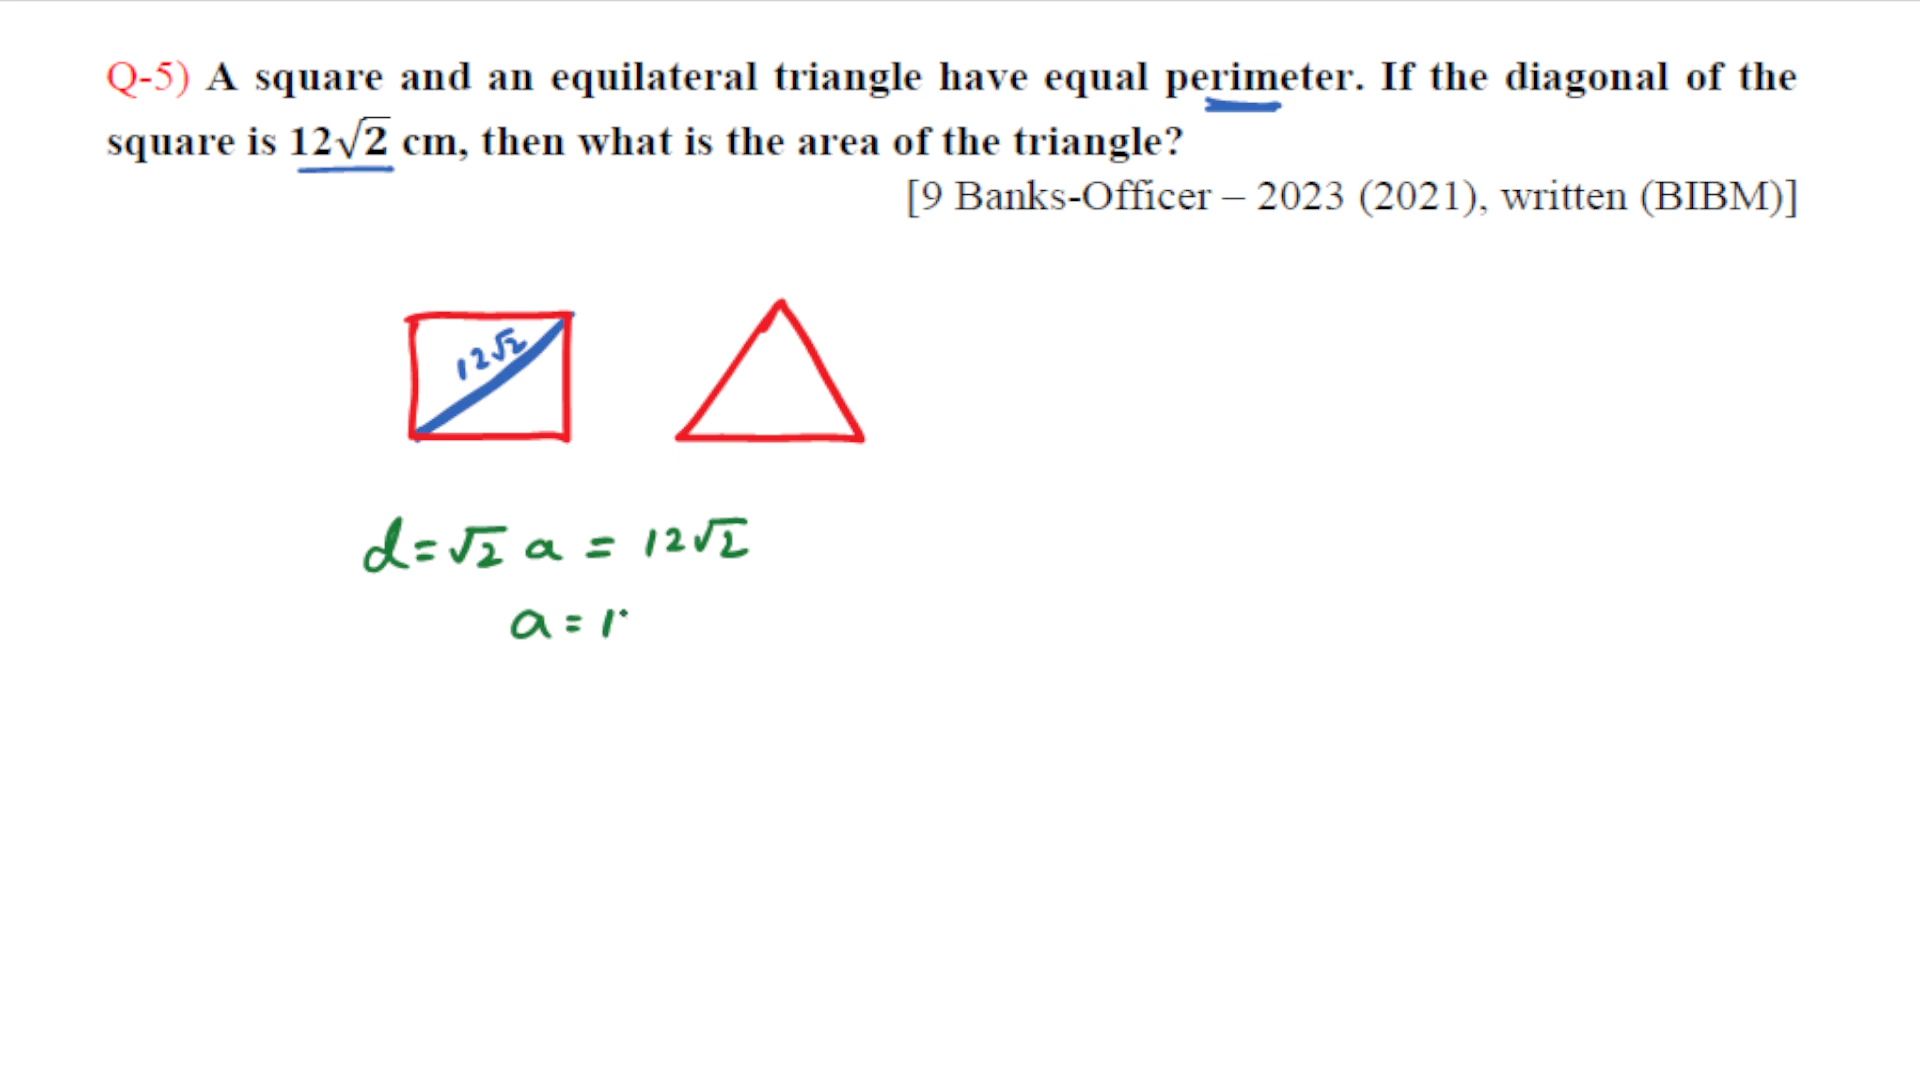 Q-5) A square and an equilateral triangle have equal perimeter. If the diagonal of the
square is 12√2 cm, then what is the area of the triangle?
[9 Banks-Officer – 2023 (2021), written (BIBM)]
12√2
d=√2 a = 12√2
a = 1